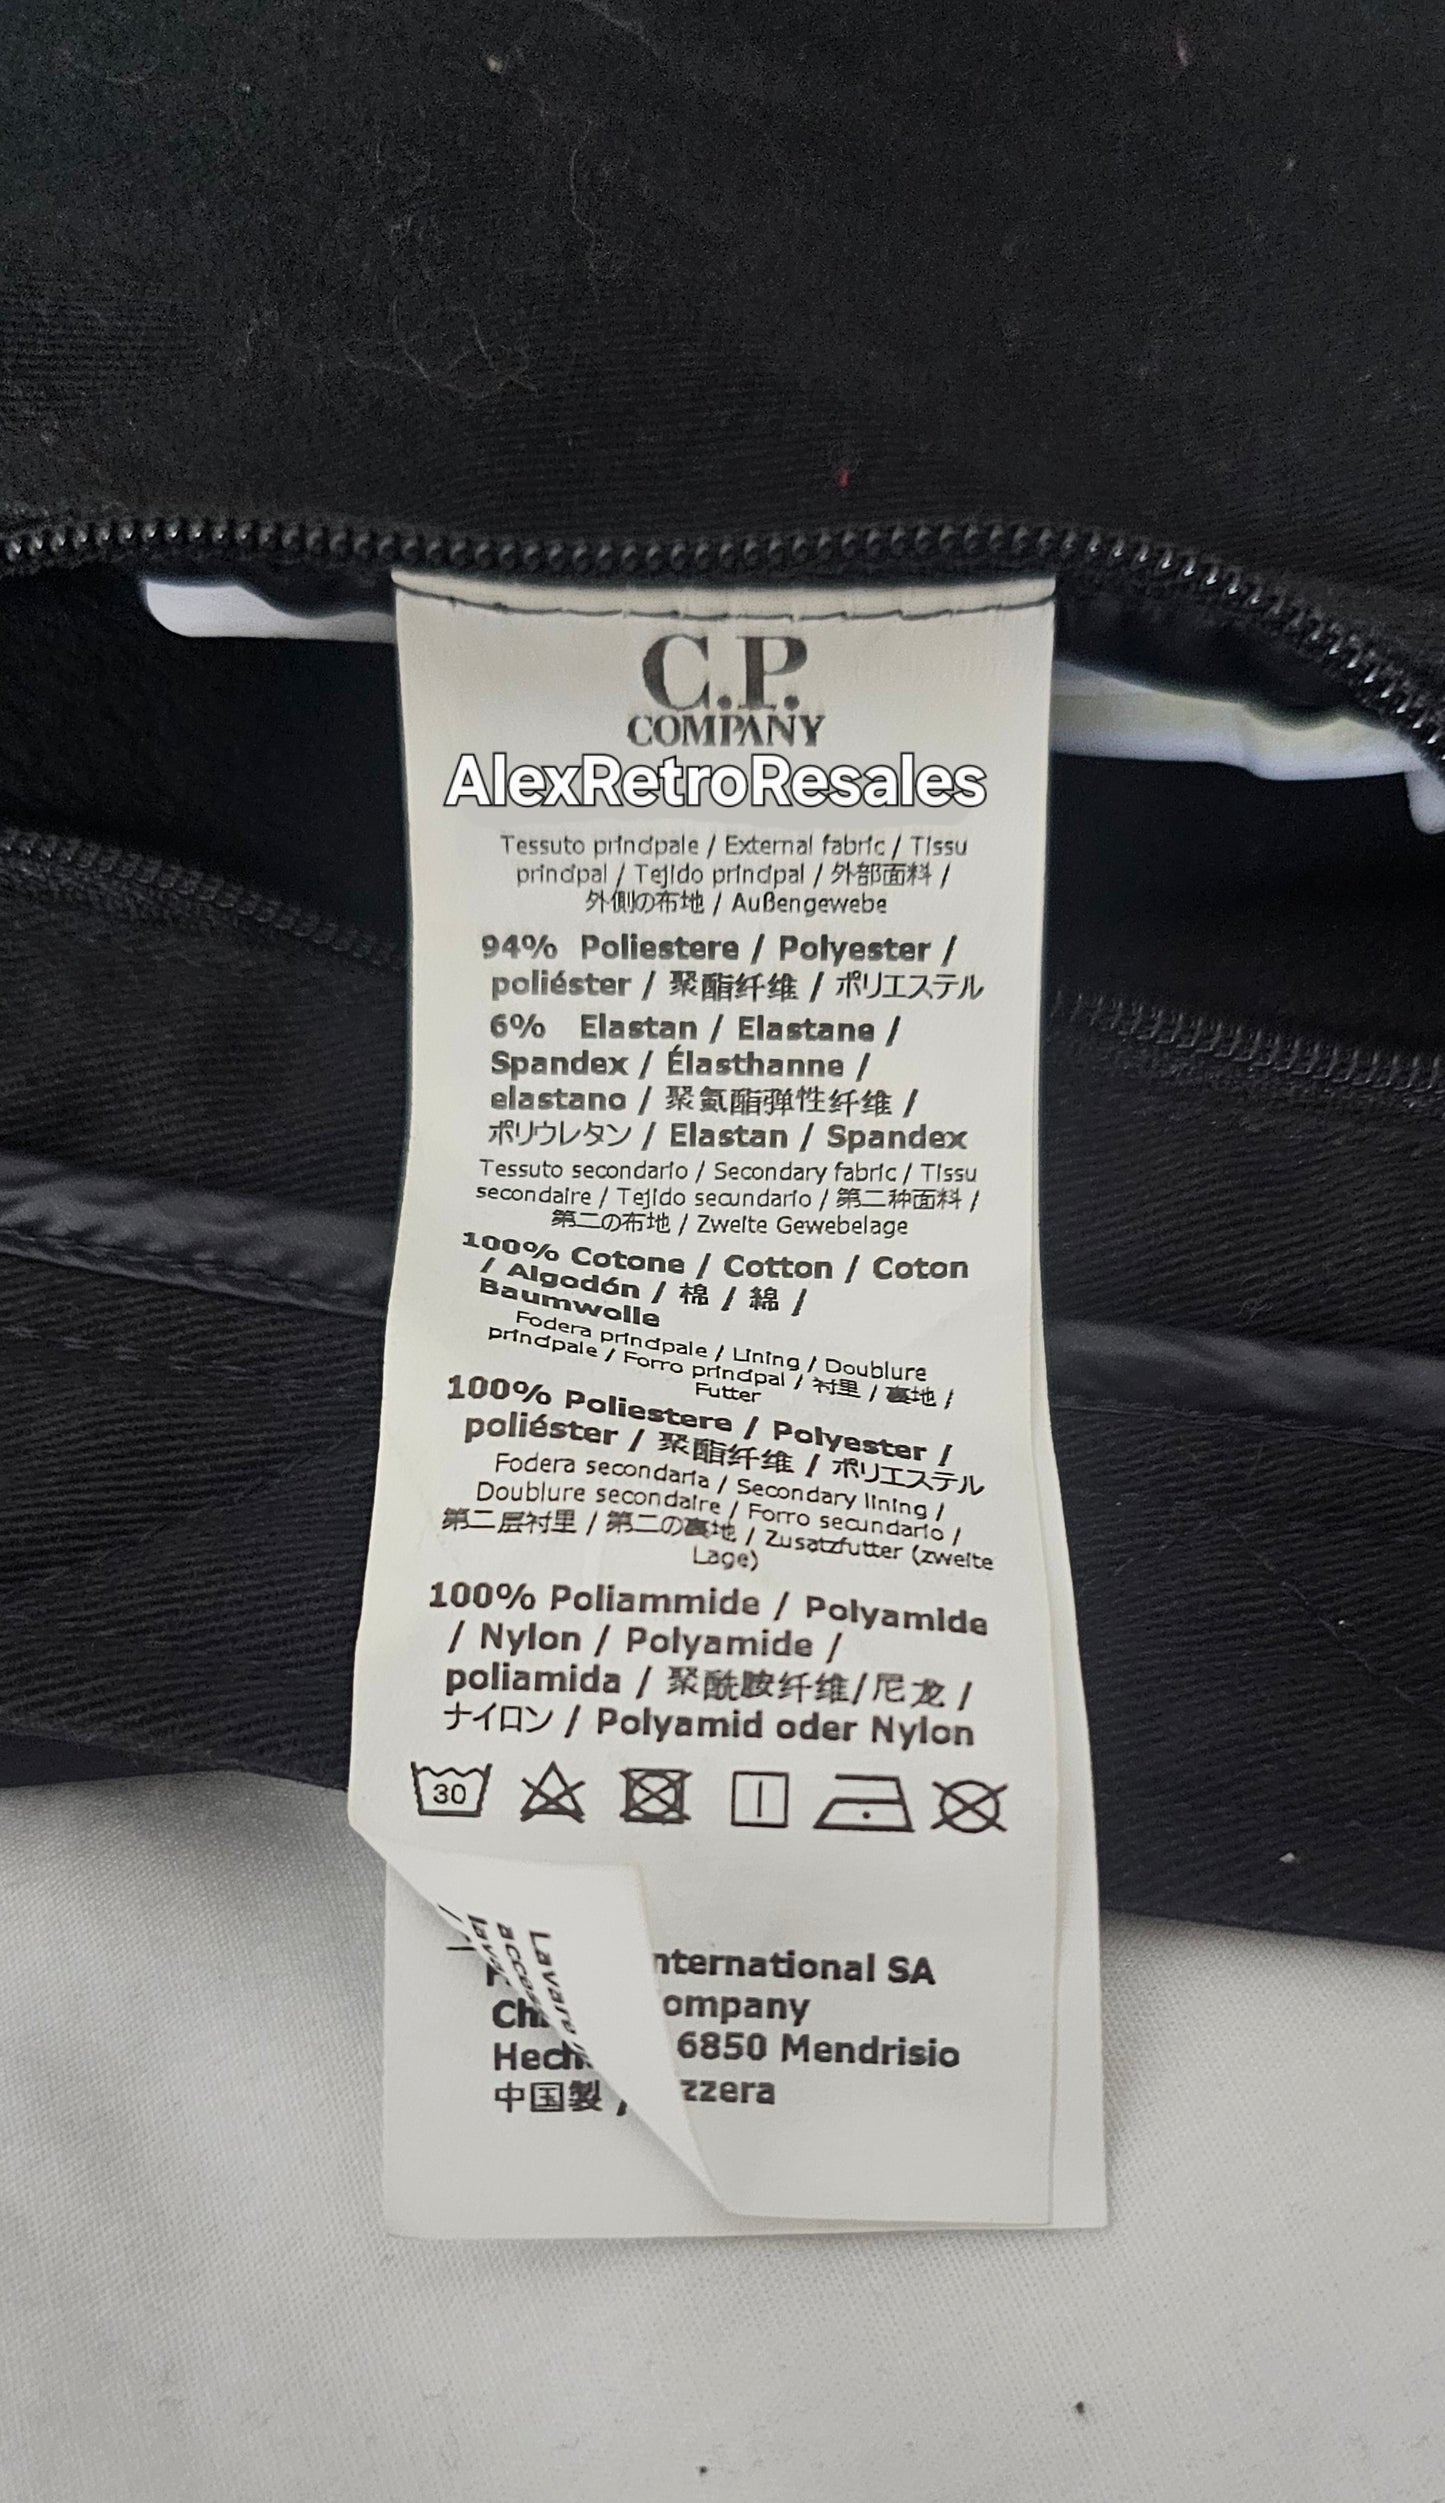 C.P.
COMPANY
AlexRetroResales
Tessuto principale / External fabric / Tissu
principal / Tejido principal / 外部面料 /
外側の布地 / Außengewebe
94% Poliestere / Polyester /
poliéster / 聚酯纤维 / ポリエステル
6% Elastan / Elastane /
Spandex / Élasthanne /
elastano / 聚氨酯弹性纤维 /
ポリウレタン / Elastan / Spandex
Tessuto secondario / Secondary fabric / Tissu
secondaire / Tejido secundario / 第二种面料 /
第二の布地 / Zweite Gewebelage
100% Cotone / Cotton / Coton
/ Algodón / 棉 / 綿 /
Baumwolle
Fodera principale / Lining / Doublure
principale / Forro principal / 衬里 / 裏地 /
Futter
100% Poliestere / Polyester /
poliéster / 聚酯纤维 / ポリエステル
Fodera secondaria / Secondary lining /
Doublure secondaire / Forro secundario /
第二层衬里 / 第二の裏地 / Zusatzfutter (zweite
Lage)
100% Poliammide / Polyamide
/ Nylon / Polyamide /
poliamida / 聚酰胺纤维/尼龙 /
ナイロン / Polyamid oder Nylon
30
nternational SA
ompany
6850 Mendrisio
中国製 / zzera
Lavare